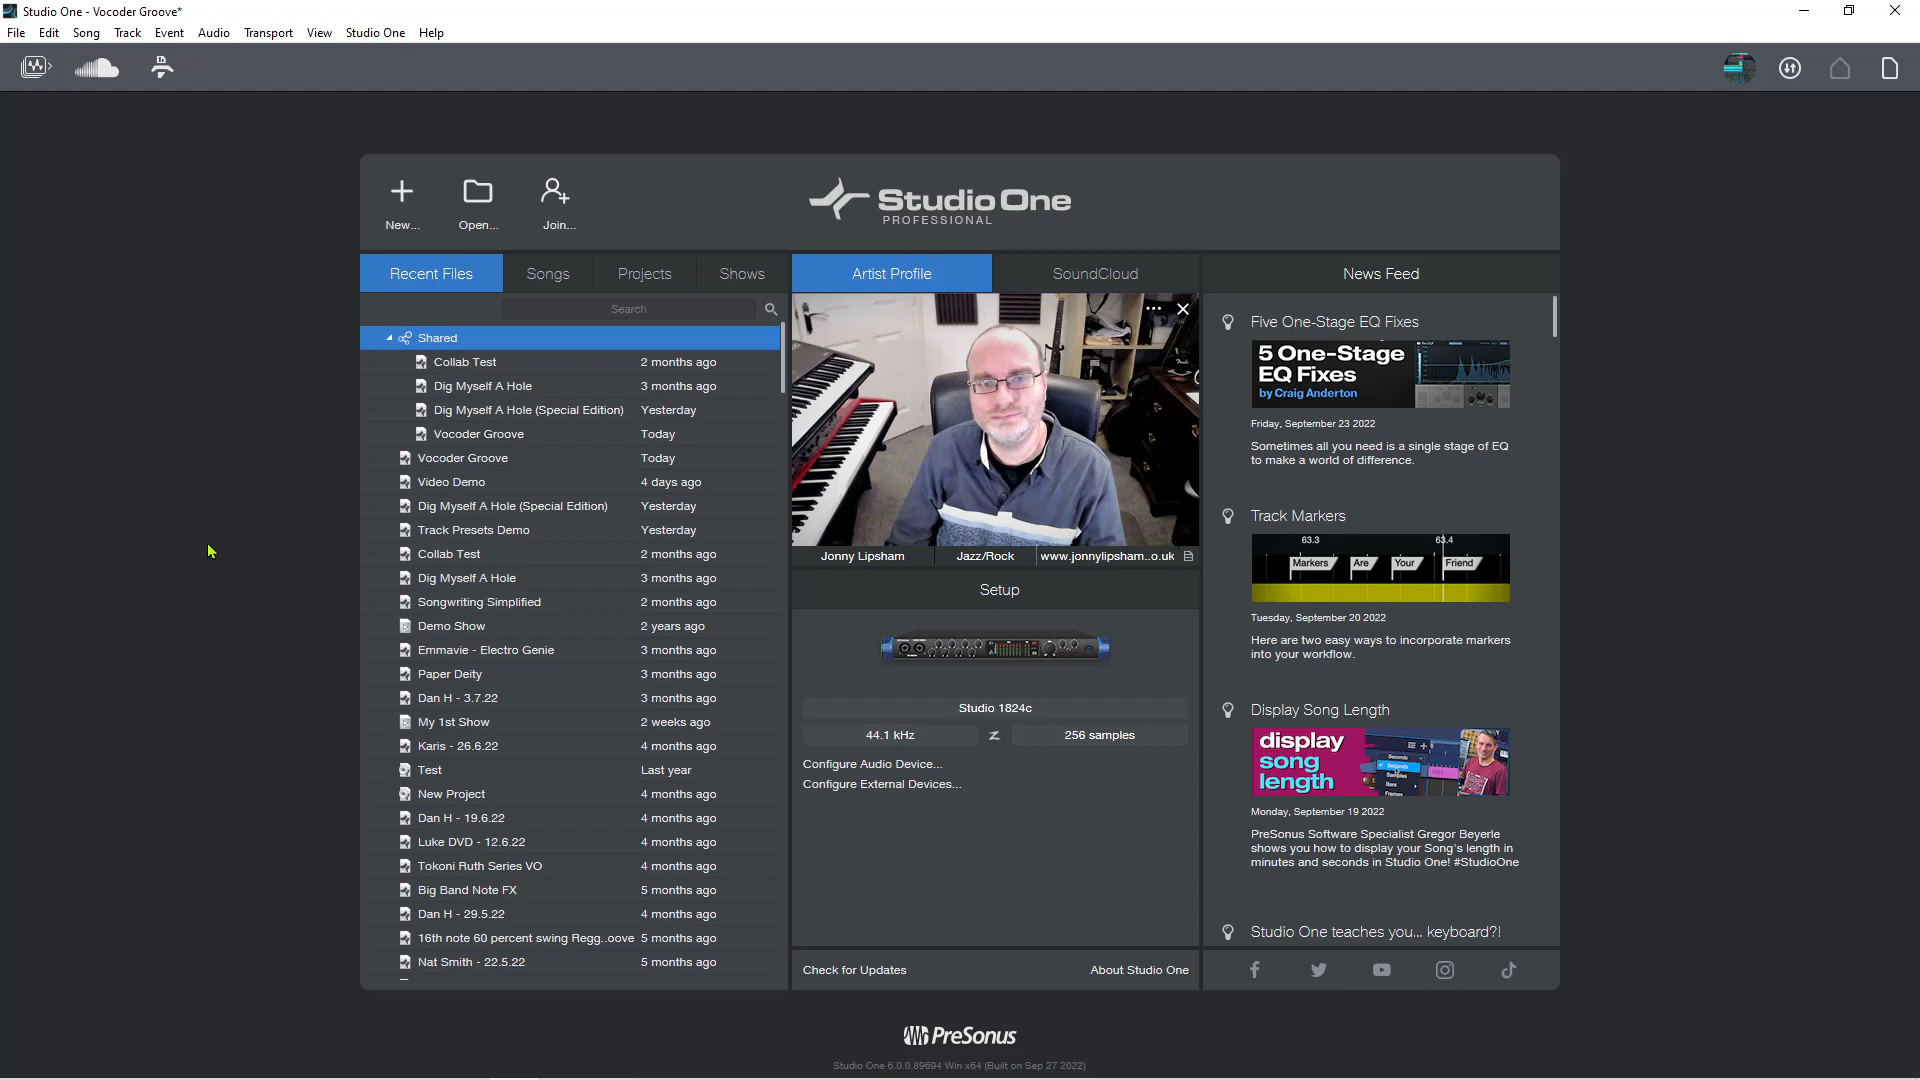 Studio One - Vocoder Groove*
File Edit Song Track Event Audio Transport View Studio One Help
New... Open... Join...
Studio One
PROFESSIONAL
Recent Files Songs Projects Shows
Search
Shared
Collab Test 2 months ago
Dig Myself A Hole 3 months ago
Dig Myself A Hole (Special Edition) Yesterday
Vocoder Groove Today
Vocoder Groove Today
Video Demo 4 days ago
Dig Myself A Hole (Special Edition) Yesterday
Track Presets Demo Yesterday
Collab Test 2 months ago
Dig Myself A Hole 3 months ago
Songwriting Simplified 2 months ago
Demo Show 2 years ago
Emmavie - Electro Genie 3 months ago
Paper Deity 3 months ago
Dan H - 3.7.22 3 months ago
My 1st Show 2 weeks ago
Karis - 26.6.22 4 months ago
Test Last year
New Project 4 months ago
Dan H - 19.6.22 4 months ago
Luke DVD - 12.6.22 4 months ago
Tokoni Ruth Series VO 4 months ago
Big Band Note FX 5 months ago
Dan H - 29.5.22 4 months ago
16th note 60 percent swing Regg..oove 5 months ago
Nat Smith - 22.5.22 5 months ago
Artist Profile SoundCloud
Jonny Lipsham Jazz/Rock www.jonnylipsham..o.uk
Setup
Studio 1824c
44.1 kHz 256 samples
Configure Audio Device...
Configure External Devices...
Check for Updates About Studio One
News Feed
Five One-Stage EQ Fixes
5 One-Stage
EQ Fixes
by Craig Anderton
Friday, September 23 2022
Sometimes all you need is a single stage of EQ
to make a world of difference.
Track Markers
63.3 63.4
Markers Are Your Friend
Tuesday, September 20 2022
Here are two easy ways to incorporate markers
into your workflow.
Display Song Length
display
song
length
Seconds
Seconds
Samples
Bars
Frames
Monday, September 19 2022
PreSonus Software Specialist Gregor Beyerle
shows you how to display your Song's length in
minutes and seconds in Studio One! #StudioOne
Studio One teaches you... keyboard?!
PreSonus
Studio One 6.0.0.89694 Win x64 (Built on Sep 27 2022)